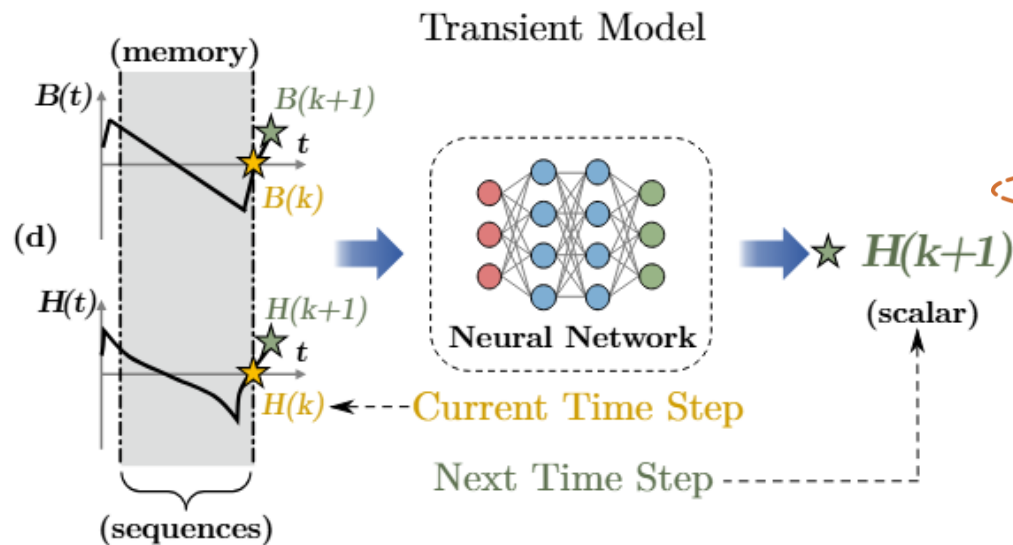 Transient Model
(memory)
B(t)
B(k+1)
t
B(k)
(d)
H(t)
H(k+1)
t
H(k)
(sequences)
Neural Network
H(k+1)
(scalar)
Current Time Step
Next Time Step